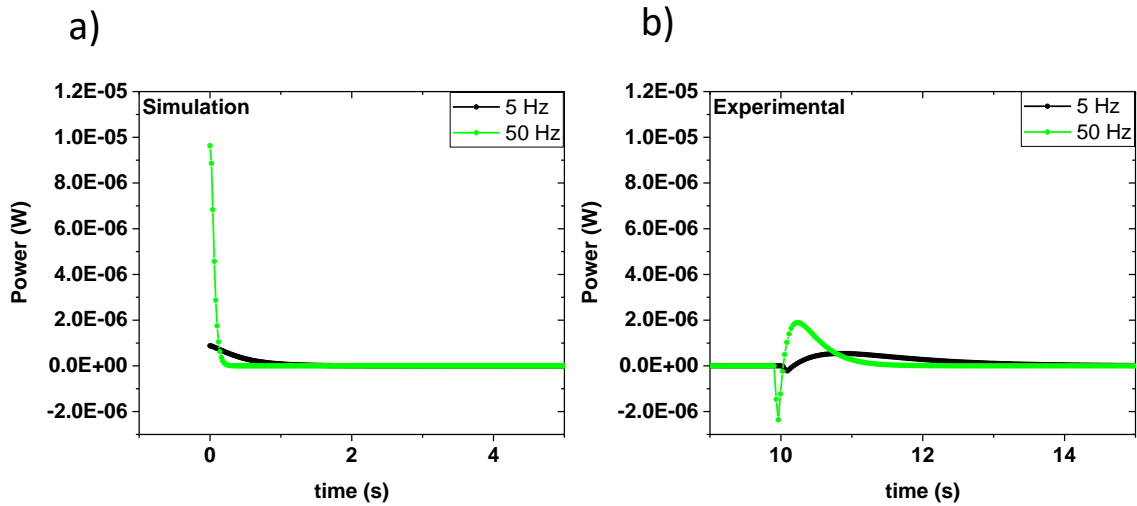 a)
Simulation
5 Hz
50 Hz
1.2E-05
1.0E-05
8.0E-06
6.0E-06
4.0E-06
2.0E-06
0.0E+00
-2.0E-06
Power (W)
0 2 4
time (s)
b)
Experimental
5 Hz
50 Hz
1.2E-05
1.0E-05
8.0E-06
6.0E-06
4.0E-06
2.0E-06
0.0E+00
-2.0E-06
Power (W)
10 12 14
time (s)